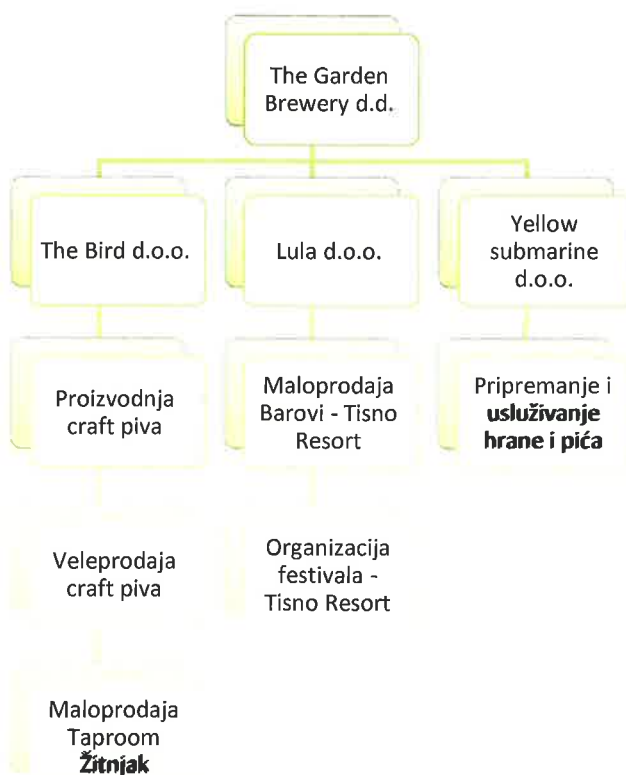 The Garden
Brewery d.d.
The Bird d.o.o.
Lula d.o.o.
Yellow
submarine
d.o.o.
Proizvodnja
craft piva
Maloprodaja
Barovi - Tisno
Resort
Pripremanje i
usluživanje
hrane i pića
Veleprodaja
craft piva
Organizacija
festivala -
Tisno Resort
Maloprodaja
Taproom
Žitnjak